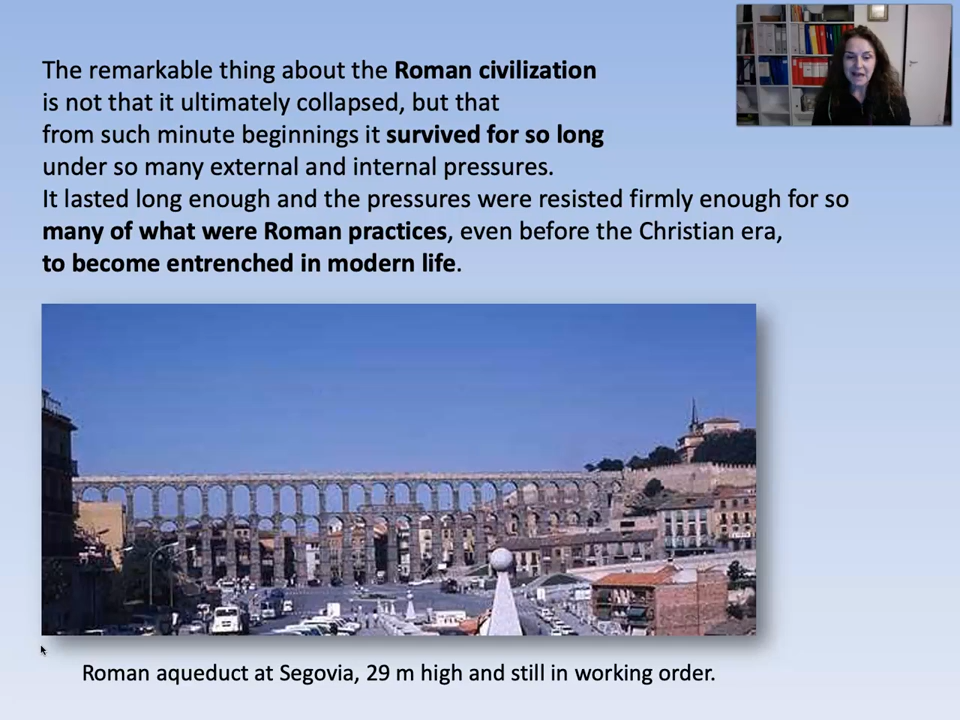 The remarkable thing about the Roman civilization
is not that it ultimately collapsed, but that
from such minute beginnings it survived for so long
under so many external and internal pressures.
It lasted long enough and the pressures were resisted firmly enough for so
many of what were Roman practices, even before the Christian era,
to become entrenched in modern life.
Roman aqueduct at Segovia, 29 m high and still in working order.